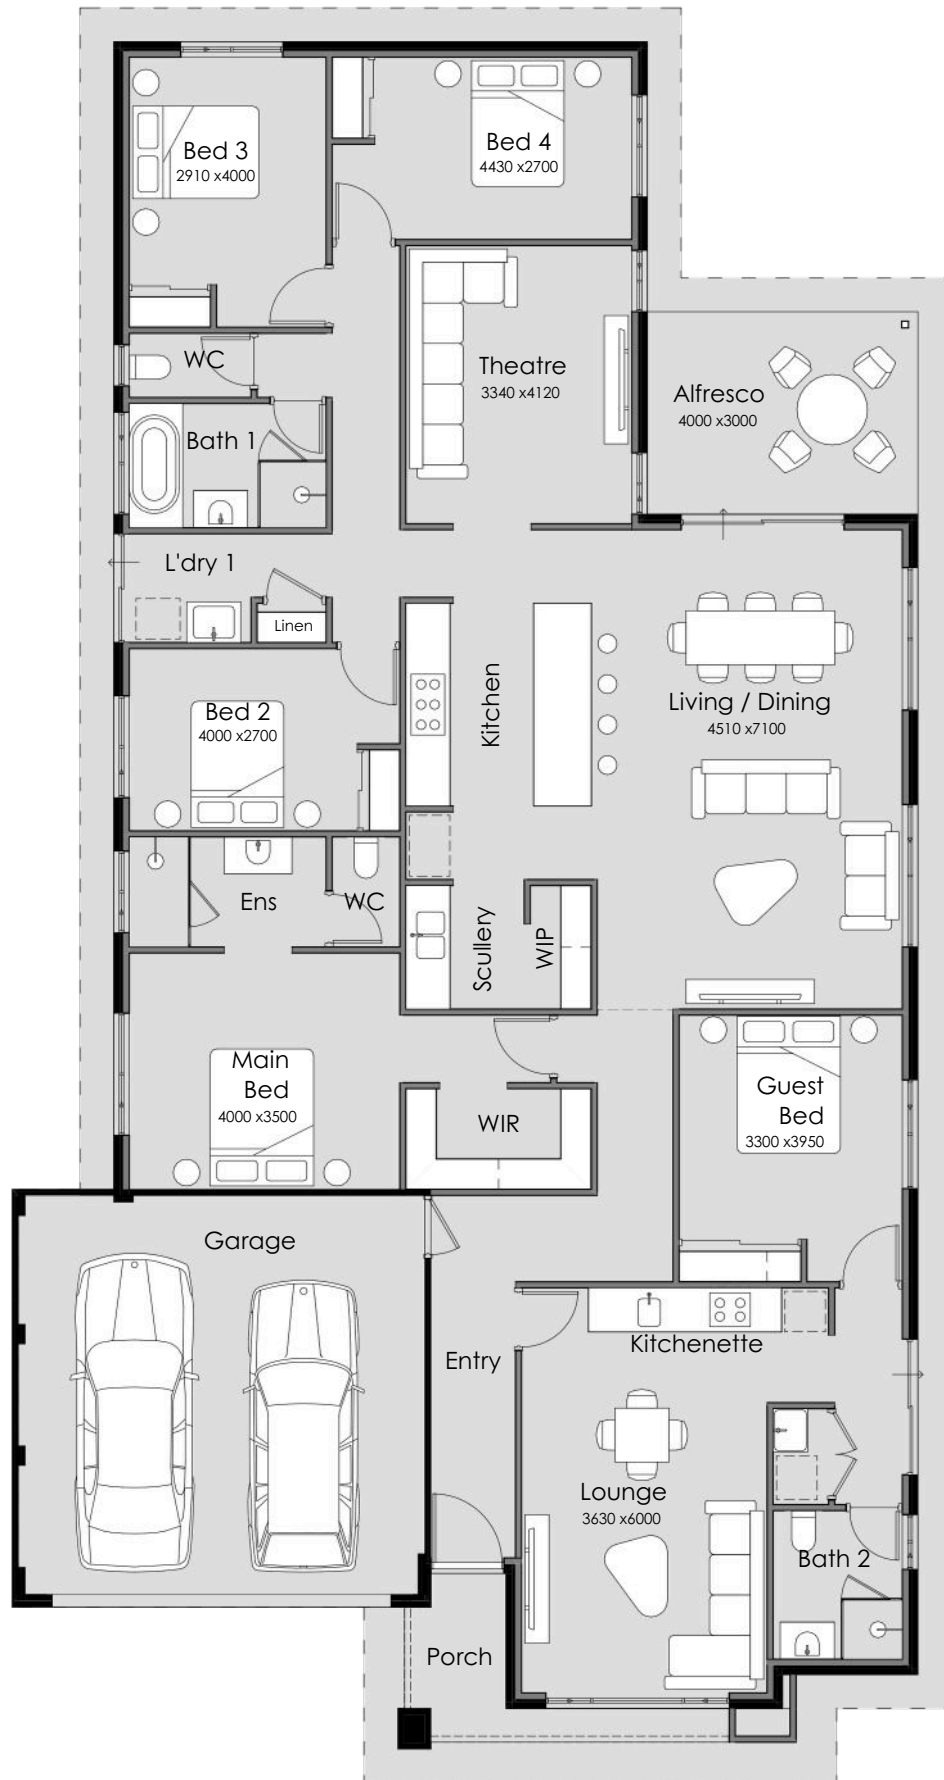 Bed 3
2910 x4000
Bed 4
4430 x2700
WC
Theatre
3340 x4120
Alfresco
4000 x3000
Bath 1
L'dry 1
Linen
Kitchen
Living / Dining
4510 x7100
Bed 2
4000 x2700
Ens
WC
Scullery
WIP
Main
Bed
4000 x3500
WIR
Guest
Bed
3300 x3950
Garage
Kitchenette
Entry
Lounge
3630 x6000
Bath 2
Porch